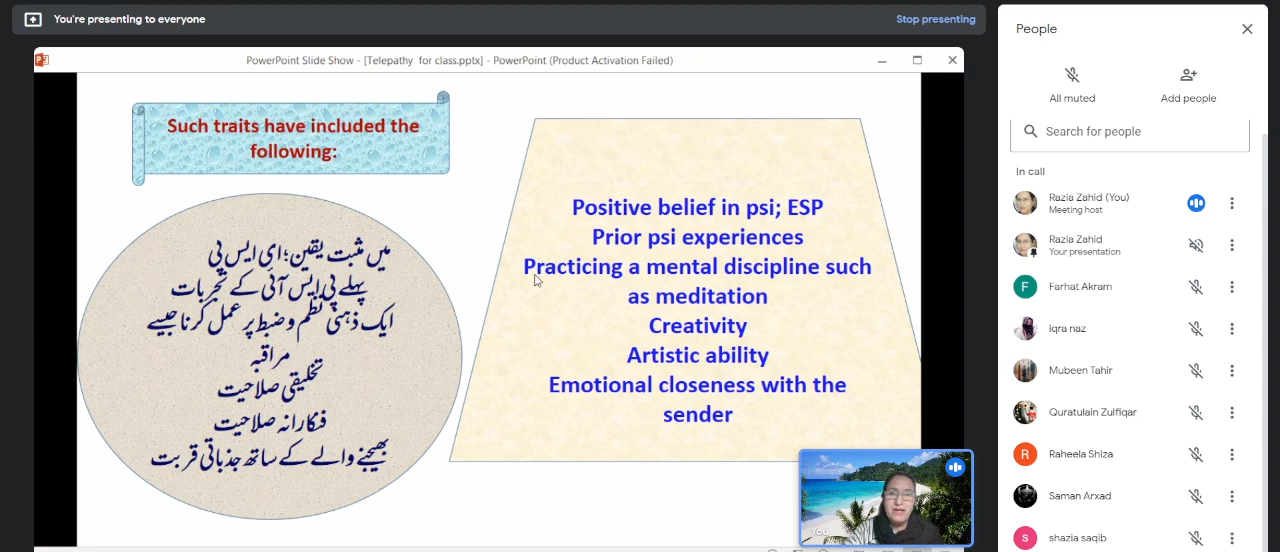 You're presenting to everyone
Stop presenting
PowerPoint Slide Show - [Telepathy for class.pptx] - PowerPoint (Product Activation Failed)
Such traits have included the
following:
میں مثبت یقین؛ ای ایس پی
پہلے پی ایس آئی کے تجربات
ایک ذہنی نظم و ضبط پر عمل کرنا جیسے
مراقبہ
تخلیقی صلاحیت
فنکارانہ صلاحیت
بھیجنے والے کے ساتھ جذباتی قربت
Positive belief in psi; ESP
Prior psi experiences
Practicing a mental discipline such
as meditation
Creativity
Artistic ability
Emotional closeness with the
sender
You
People
All muted
Add people
Search for people
In call
Razia Zahid (You)
Meeting host
Razia Zahid
Your presentation
F
Farhat Akram
iqra naz
Mubeen Tahir
Quratulain Zulfiqar
R
Raheela Shiza
Saman Arxad
s
shazia saqib